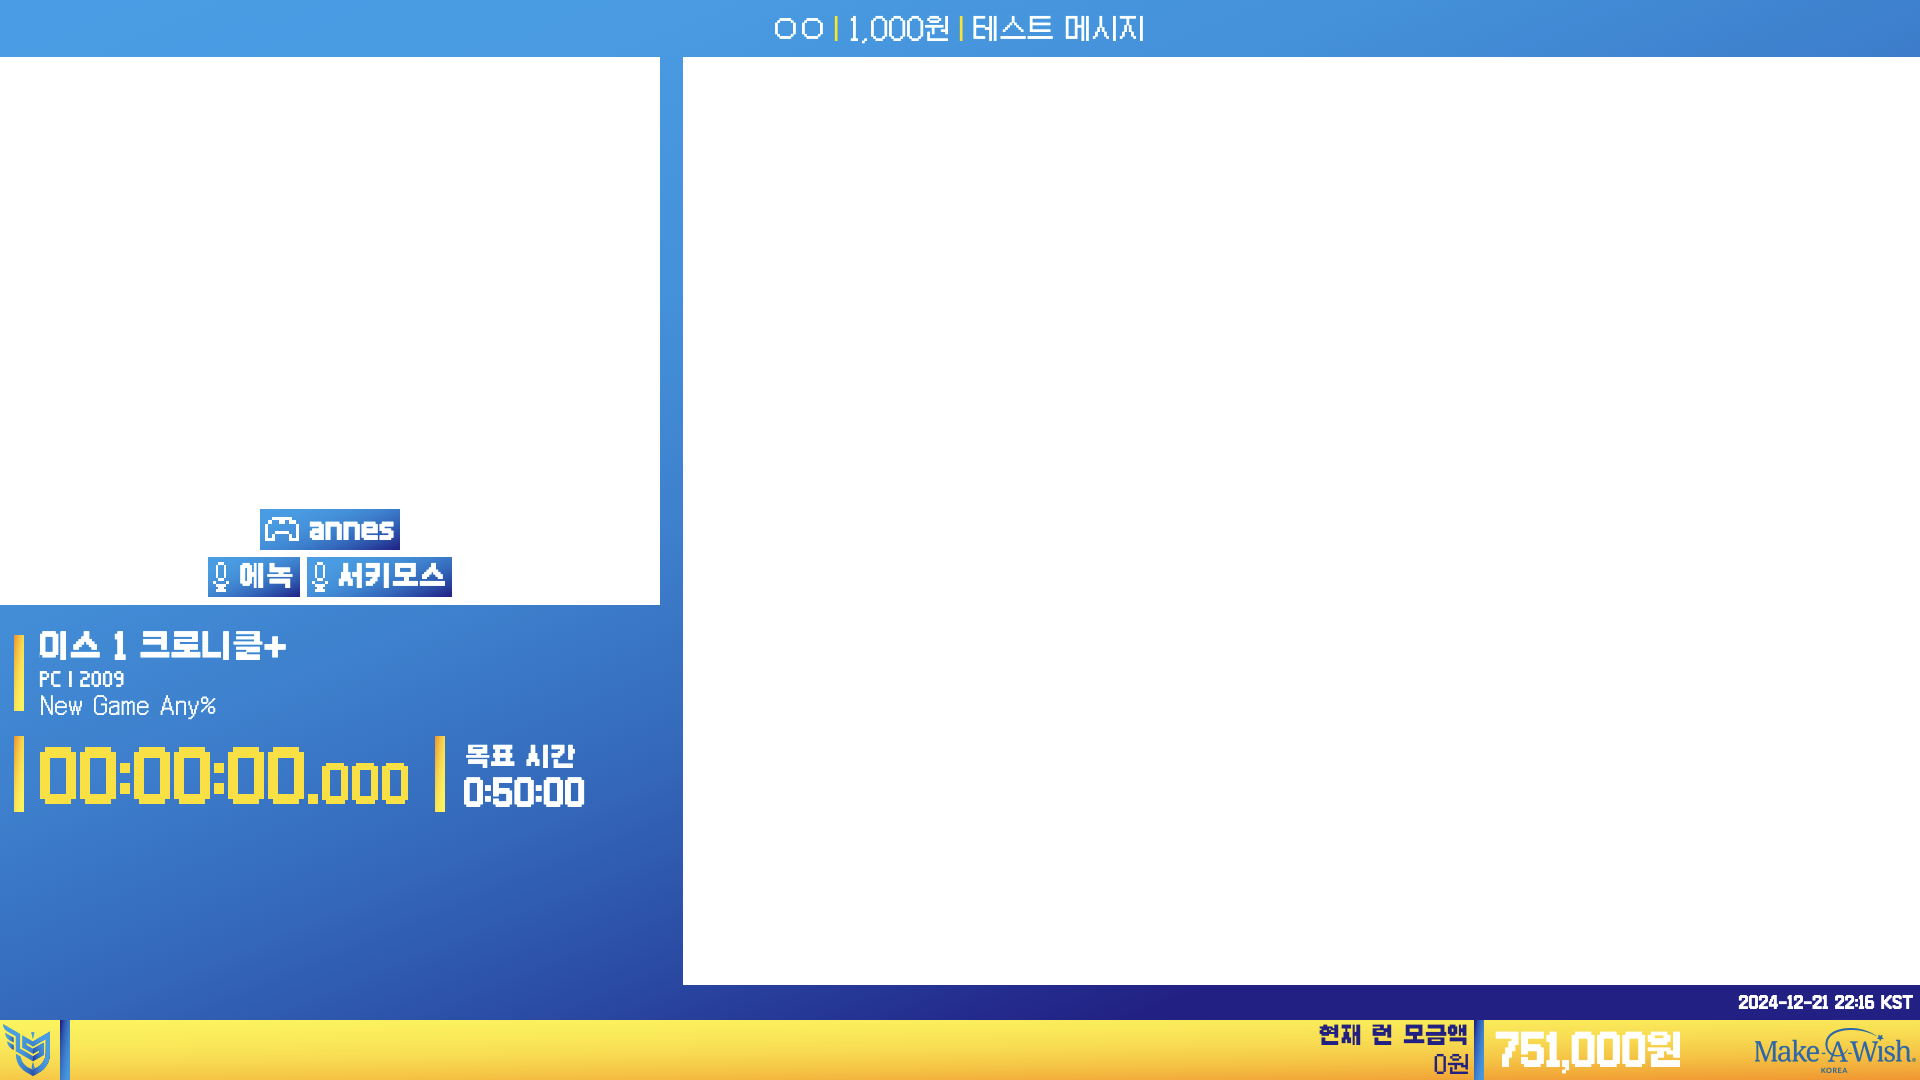 ○○ | 1,000원 | 테스트 메시지
annes
에녹 서키모스
이스 1 크로니클+
PC | 2009
New Game Any%
00:00:00.000
목표 시간
0:50:00
2024-12-21 22:16 KST
현재 런 모금액
0원
751,000원
Make-A-Wish®
KOREA